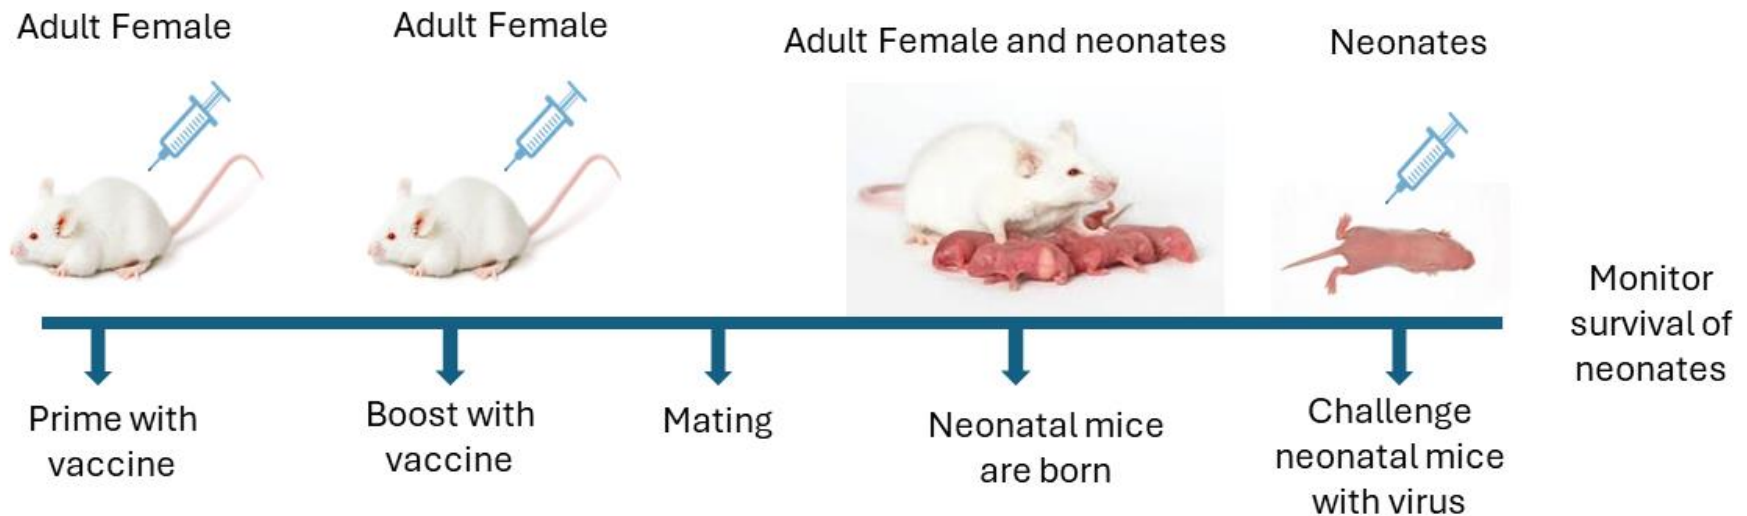 Adult Female
Adult Female
Adult Female and neonates
Neonates
Monitor
survival of
neonates
Prime with
vaccine
Boost with
vaccine
Mating
Neonatal mice
are born
Challenge
neonatal mice
with virus